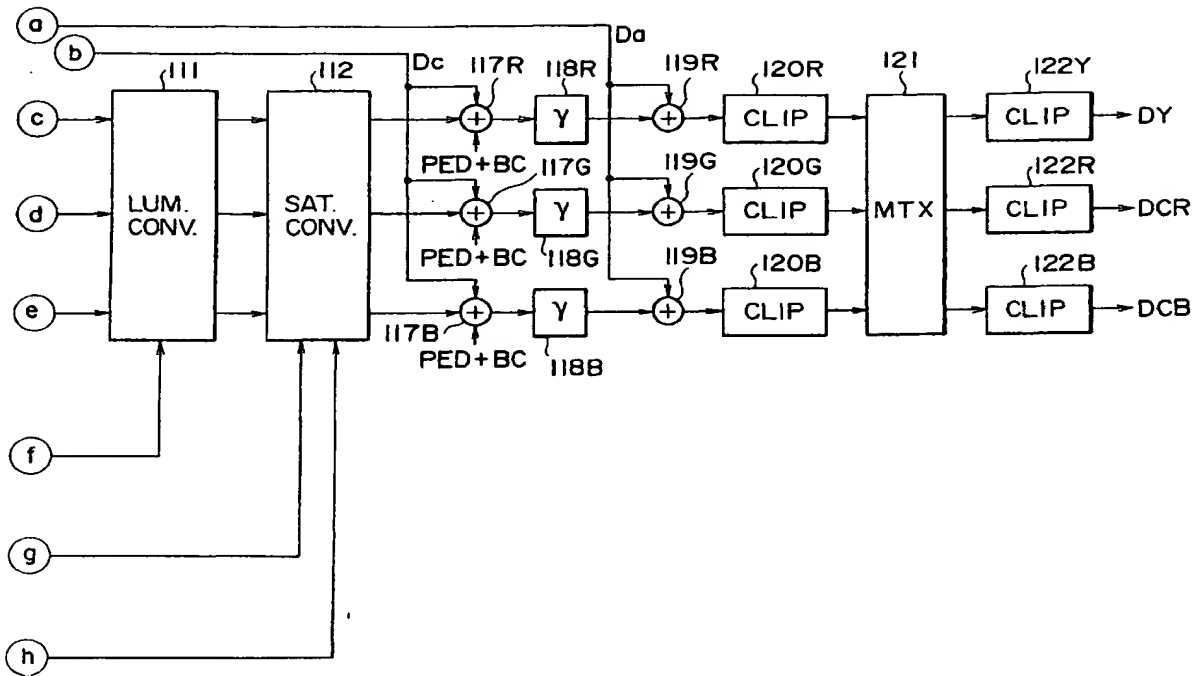 a
b
Da
Dc
111
112
117R
118R
119R
120R
121
122Y
c
γ
CLIP
CLIP
DY
PED+BC
117G
119G
120G
122R
d
LUM.
CONV.
SAT.
CONV.
γ
CLIP
MTX
CLIP
DCR
PED+BC
118G
119B
120B
122B
e
γ
CLIP
CLIP
DCB
117B
PED+BC
118B
f
g
h